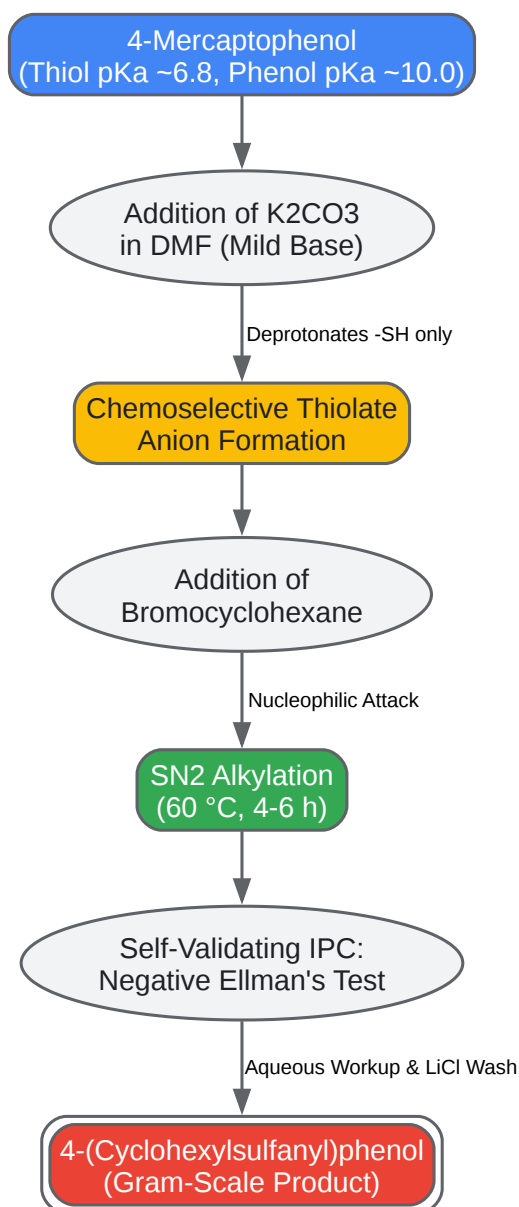 4-Mercaptophenol
(Thiol pKa ~6.8, Phenol pKa ~10.0)
Addition of K2CO3
in DMF (Mild Base)
Deprotonates -SH only
Chemoselective Thiolate
Anion Formation
Addition of
Bromocyclohexane
Nucleophilic Attack
SN2 Alkylation
(60 °C, 4-6 h)
Self-Validating IPC:
Negative Ellman's Test
Aqueous Workup & LiCl Wash
4-(Cyclohexylsulfanyl)phenol
(Gram-Scale Product)